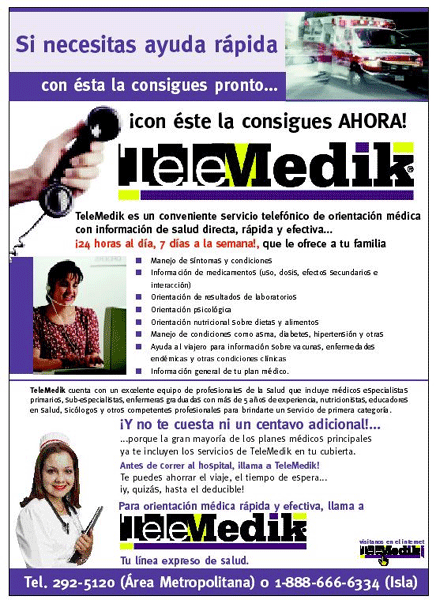 Si necesitas ayuda rápida
con ésta la consigues pronto...
¡con éste la consigues AHORA!
TeleMedik®
TeleMedik es un conveniente servicio telefónico de orientación médica
con información de salud directa, rápida y efectiva...
¡24 horas al día, 7 días a la semana!, que le ofrece a tu familia
Manejo de síntomas y condiciones
Información de medicamentos (uso, dosis, efectos secundarios e
interacción)
Orientación de resultados de laboratorios
Orientación psicológica
Orientación nutricional sobre dietas y alimentos
Manejo de condiciones como asma, diabetes, hipertensión y otras
Ayuda al viajero para información sobre vacunas, enfermedades
endémicas y otras condiciones clínicas
Información general de tu plan médico.
TeleMedik cuenta con un excelente equipo de profesionales de la Salud que incluye médicos especialistas
primarios, sub-especialistas, enfermeras graduadas con más de 5 años de experiencia, nutricionistas, educadores
en Salud, Sicólogos y otros competentes profesionales para brindarte un servicio de primera categoría.
¡Y no te cuesta ni un centavo adicional!...
...porque la gran mayoría de los planes médicos principales
ya te incluyen los servicios de TeleMedik en tu cubierta.
Antes de correr al hospital, illama a TeleMedik!
Te puedes ahorrar el viaje, el tiempo de espera...
iy, quizás, hasta el deducible!
Para orientación médica rápida y efectiva, llama a
TeleMedik
Tu línea expreso de salud.
visítanos en el internet
TeleMedik
Tel. 292-5120 (Área Metropolitana) o 1-888-666-6334 (Isla)